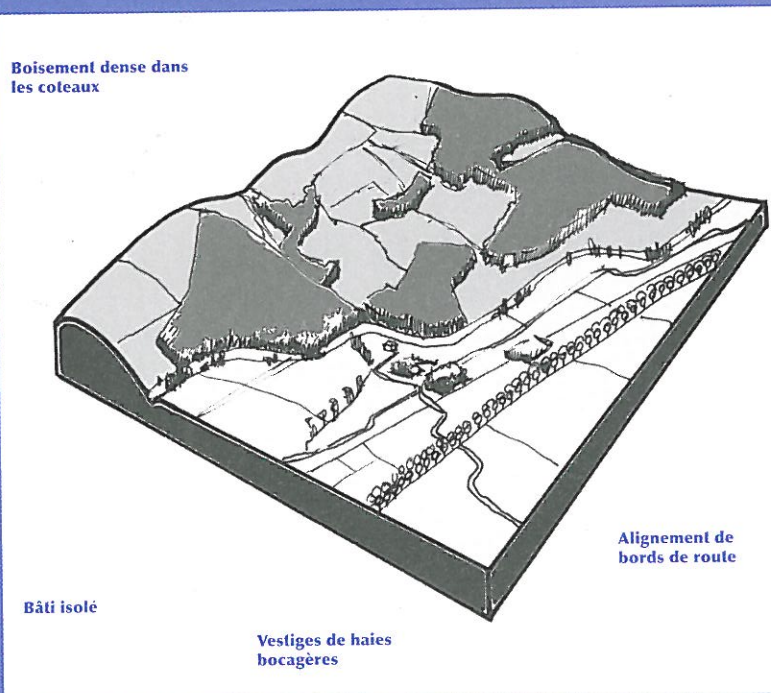 Boisement dense dans
les coteaux
Alignement de
bords de route
Bâti isolé
Vestiges de haies
bocagères